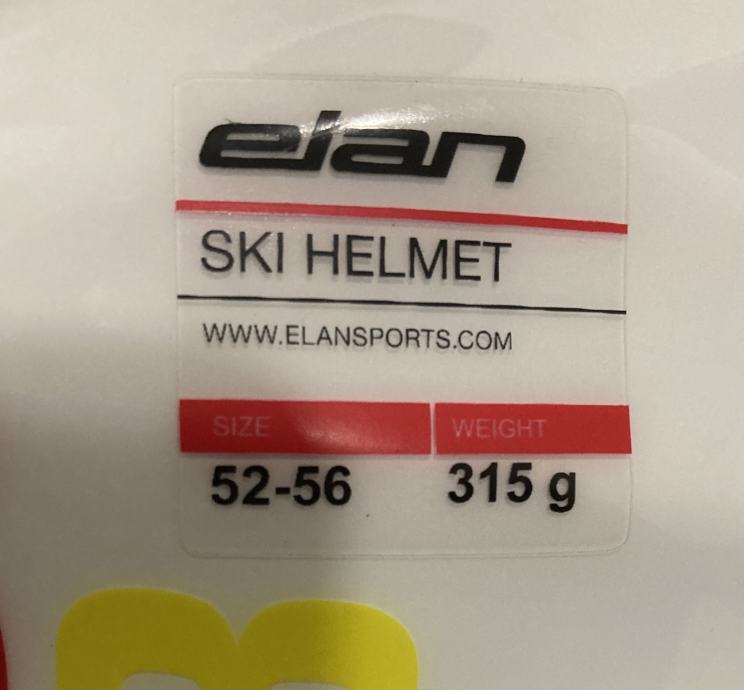 elan
SKI HELMET
WWW.ELANSPORTS.COM
SIZE WEIGHT
52-56 315 g